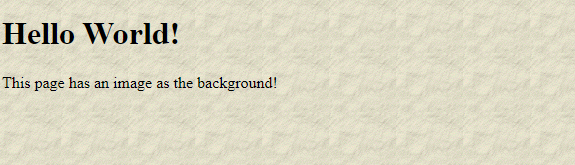 Hello World!
This page has an image as the background!